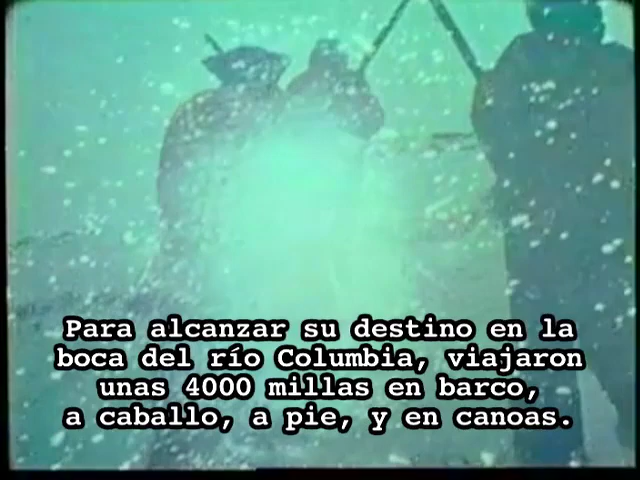 Para alcanzar su destino en la
boca del río Columbia, viajaron
unas 4000 millas en barco,
a caballo, a pie, y en canoas.